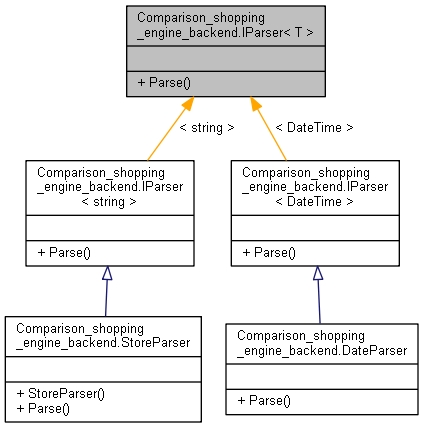 Comparison_shopping
_engine_backend.IParser< T >
+ Parse()
< string >
< DateTime >
Comparison_shopping
_engine_backend.IParser
< string >
+ Parse()
Comparison_shopping
_engine_backend.IParser
< DateTime >
+ Parse()
Comparison_shopping
_engine_backend.StoreParser
+ StoreParser()
+ Parse()
Comparison_shopping
_engine_backend.DateParser
+ Parse()